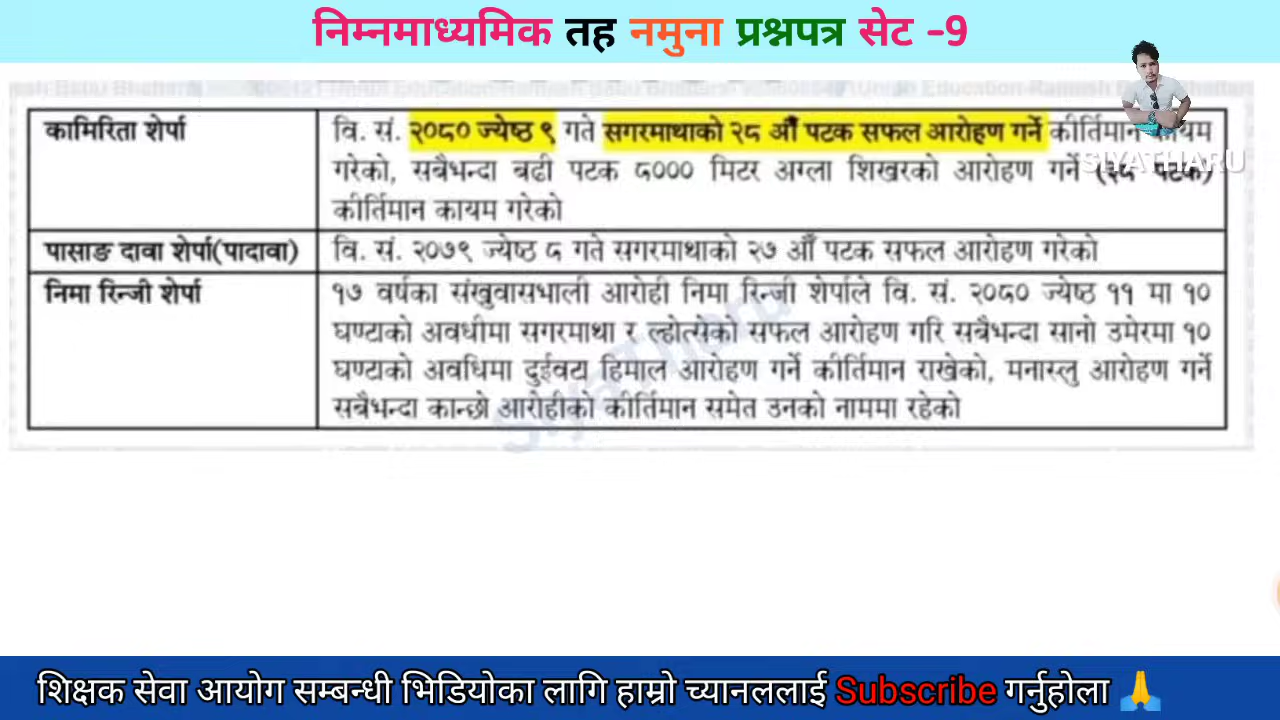 निम्नमाध्यमिक तह नमुना प्रश्नपत्र सेट -9
SIYATHARU
कामिरिता शेर्पा
वि. सं. २०८० ज्येष्ठ ९ गते सगरमाथाको २८ औं पटक सफल आरोहण गर्ने कीर्तिमान कायम
गरेको, सबैभन्दा बढी पटक ८००० मिटर अग्ला शिखरको आरोहण गर्ने पटक)
कीर्तिमान कायम गरेको
पासाङ दावा शेर्पा(पादावा)
वि. सं. २०७९ ज्येष्ठ ८ गते सगरमाथाको २७ औँ पटक सफल आरोहण गरेको
निमा रिन्जी शेर्पा
१७ वर्षका संखुवासभाली आरोही निमा रिन्जी शेर्पाले वि. सं. २०८० ज्येष्ठ ११ मा १०
घण्टाको अवधीमा सगरमाथा र ल्होत्सेको सफल आरोहण गरि सबैभन्दा सानो उमेरमा १०
घण्टाको अवधिमा दुईवटा हिमाल आरोहण गर्ने कीर्तिमान राखेको, मनास्लु आरोहण गर्ने
सबैभन्दा कान्छो आरोहीको कीर्तिमान समेत उनको नाममा रहेको
SiyaTharu
शिक्षक सेवा आयोग सम्बन्धी भिडियोका लागि हाम्रो च्यानललाई Subscribe गर्नुहोला 🙏